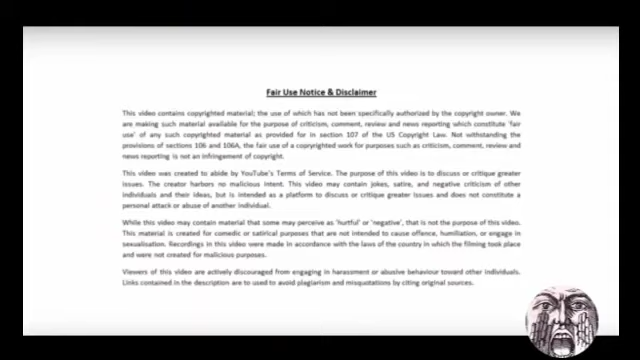 Fair Use Notice & Disclaimer
This video contains copyrighted material; the use of which has not been specifically authorized by the copyright owner. We
are making such material available for the purpose of criticism, comment, review and news reporting which constitute 'fair
use' of any such copyrighted material as provided for in section 107 of the US Copyright Law. Not withstanding the
provisions of sections 106 and 106A, the fair use of a copyrighted work for purposes such as criticism, comment, review and
news reporting is not an infringement of copyright.
This video was created to abide by YouTube's Terms of Service. The purpose of this video is to discuss or critique greater
issues. The creator harbors no malicious intent. This video may contain jokes, satire, and negative criticism of other
individuals and their ideas, but is intended as a platform to discuss or critique greater issues and does not constitute a
personal attack or abuse of another individual.
While this video may contain material that some may perceive as 'hurtful' or 'negative', that is not the purpose of this video.
This material is created for comedic or satirical purposes that are not intended to cause offence, humiliation, or engage in
sexualisation. Recordings in this video were made in accordance with the laws of the country in which the filming took place
and were not created for malicious purposes.
Viewers of this video are actively discouraged from engaging in harassment or abusive behaviour toward other individuals.
Links contained in the description are to used to avoid plagiarism and misquotations by citing original sources.